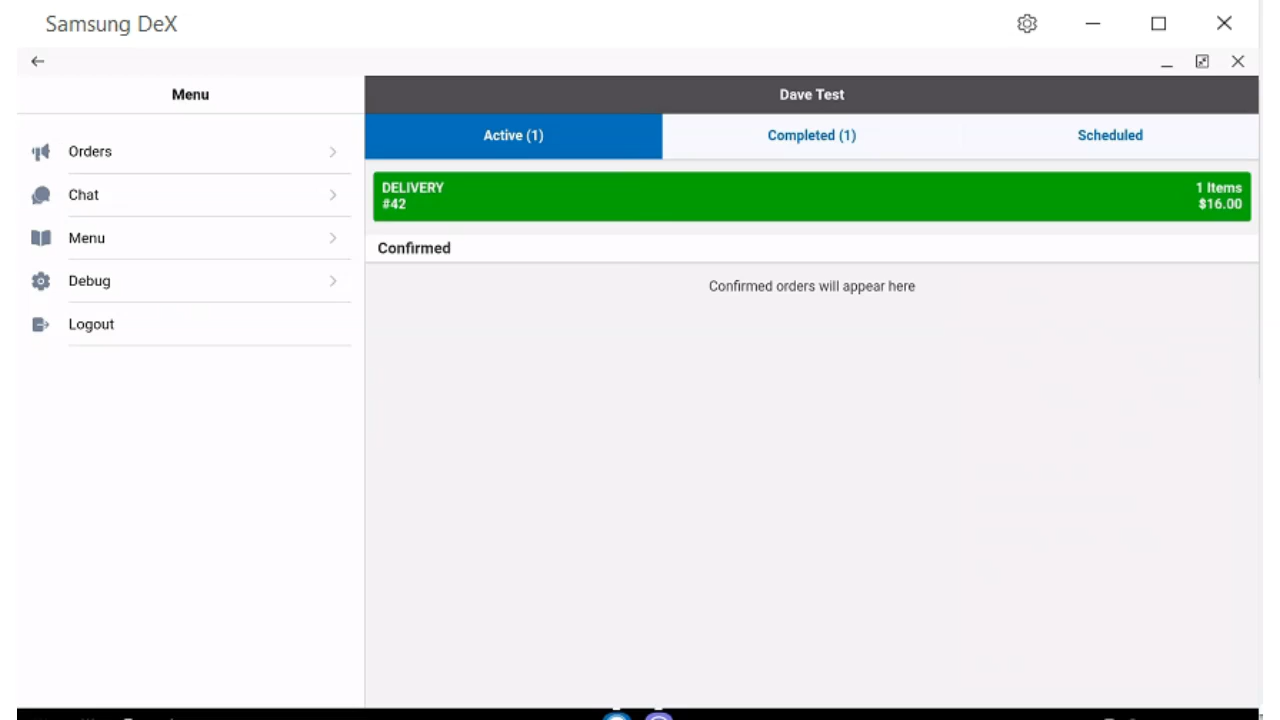 Samsung DeX
Menu
Dave Test
Active (1)
Completed (1)
Scheduled
Orders
Chat
Menu
Debug
Logout
DELIVERY
#42
1 Items
$16.00
Confirmed
Confirmed orders will appear here